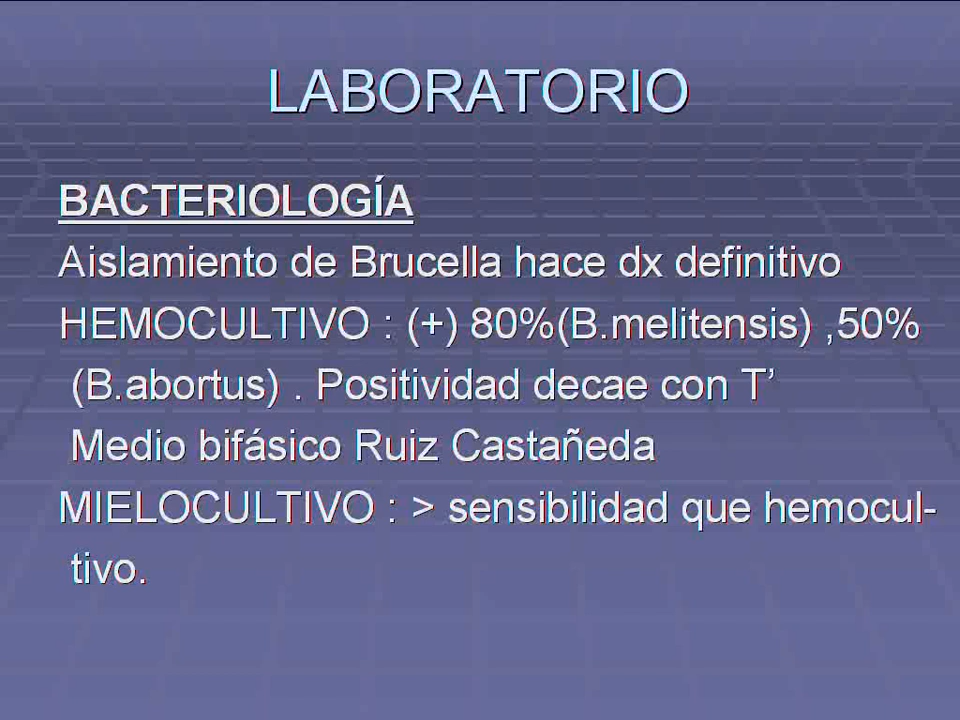 LABORATORIO
BACTERIOLOGÍA
Aislamiento de Brucella hace dx definitivo
HEMOCULTIVO : (+) 80%(B.melitensis) ,50%
(B.abortus) . Positividad decae con T’
Medio bifásico Ruiz Castañeda
MIELOCULTIVO : > sensibilidad que hemocul-
tivo.